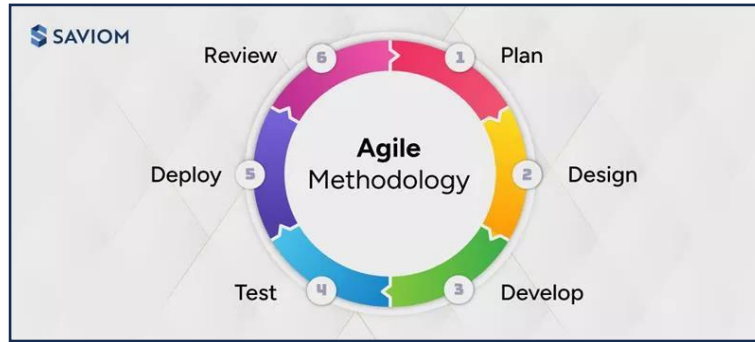 SAVIOM
Agile
Methodology
1 Plan
2 Design
3 Develop
4 Test
5 Deploy
6 Review